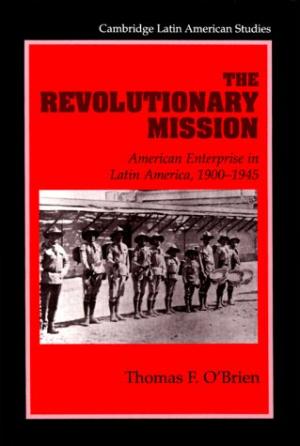 Cambridge Latin American Studies
THE
REVOLUTIONARY
MISSION
American Enterprise in
Latin America, 1900–1945
Thomas F. O'Brien